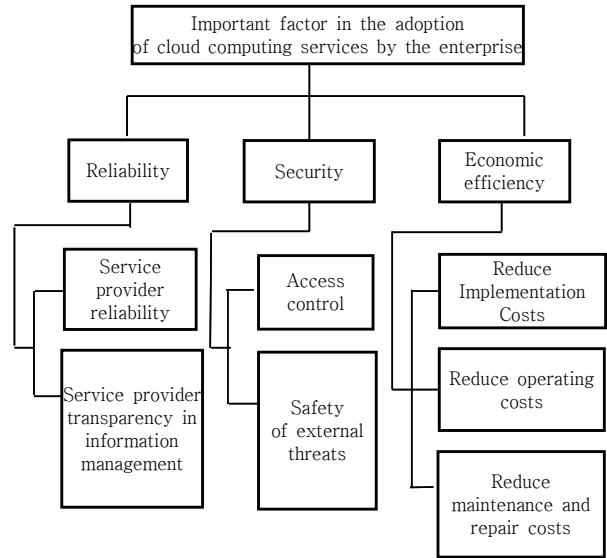 Important factor in the adoption
of cloud computing services by the enterprise
Reliability
Security
Economic
efficiency
Service
provider
reliability
Access
control
Reduce
Implementation
Costs
Service provider
transparency in
information
management
Safety
of external
threats
Reduce operating
costs
Reduce
maintenance and
repair costs